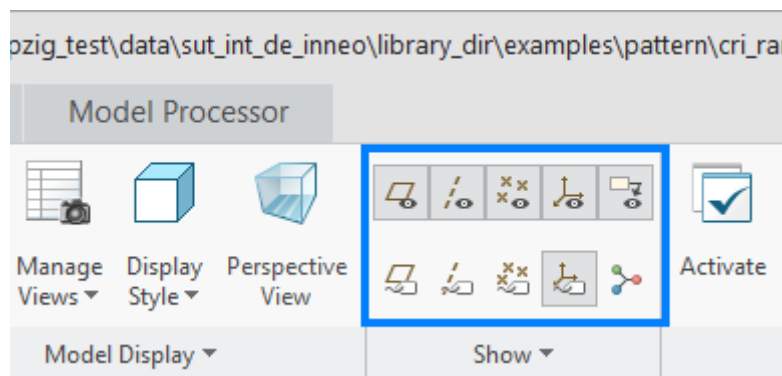 pzig_test\data\sut_int_de_inneo\library_dir\examples\pattern\cri_ra
Model Processor
Manage Views
Display Style
Perspective View
Activate
Model Display
Show